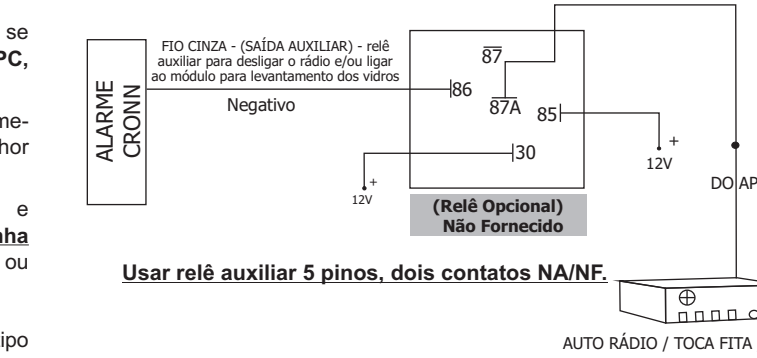 se
PC,
me-
hor
e
nha
ou
ipo
ALARME
CRONN
FIO CINZA - (SAÍDA AUXILIAR) - relê
auxiliar para desligar o rádio e/ou ligar
ao módulo para levantamento dos vidros
Negativo
87
86
87A
85
30
+
12V
+
12V
DO AP
(Relê Opcional)
Não Fornecido
Usar relê auxiliar 5 pinos, dois contatos NA/NF.
AUTO RÁDIO / TOCA FITA